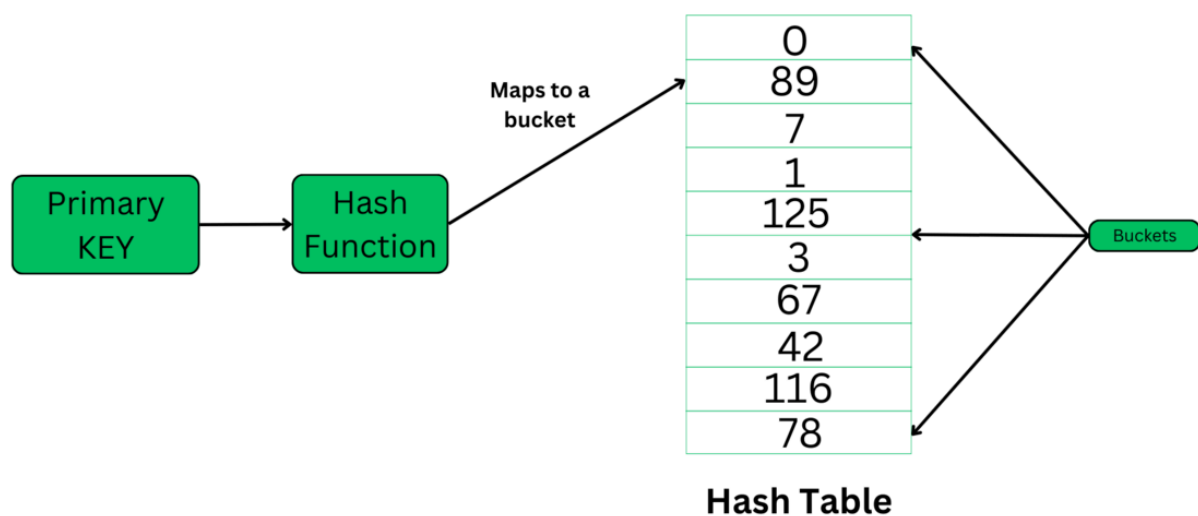 Primary
KEY
Hash
Function
Maps to a
bucket
0
89
7
1
125
3
67
42
116
78
Buckets
Hash Table